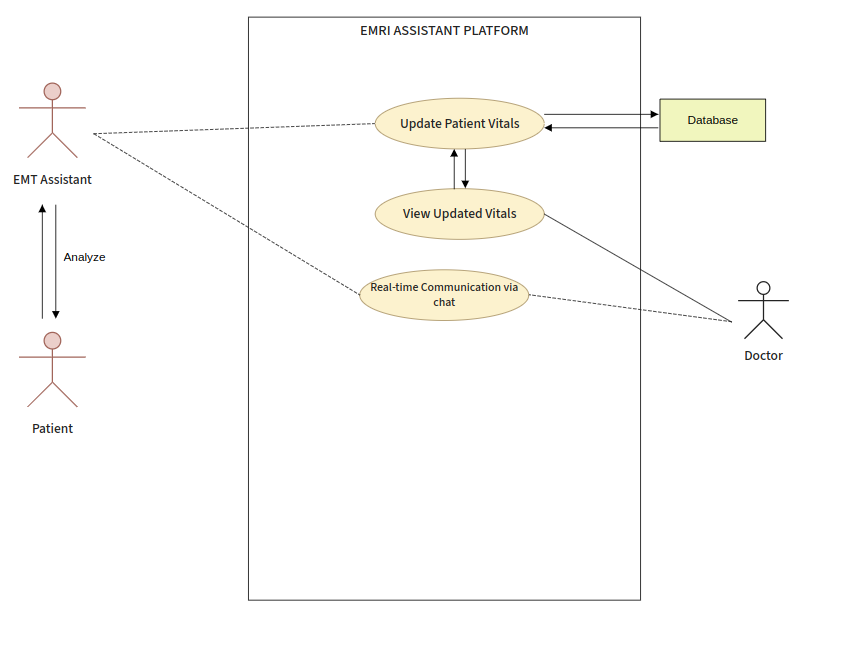 EMRI ASSISTANT PLATFORM
Update Patient Vitals
Database
EMT Assistant
View Updated Vitals
Analyze
Real-time Communication via
chat
Doctor
Patient